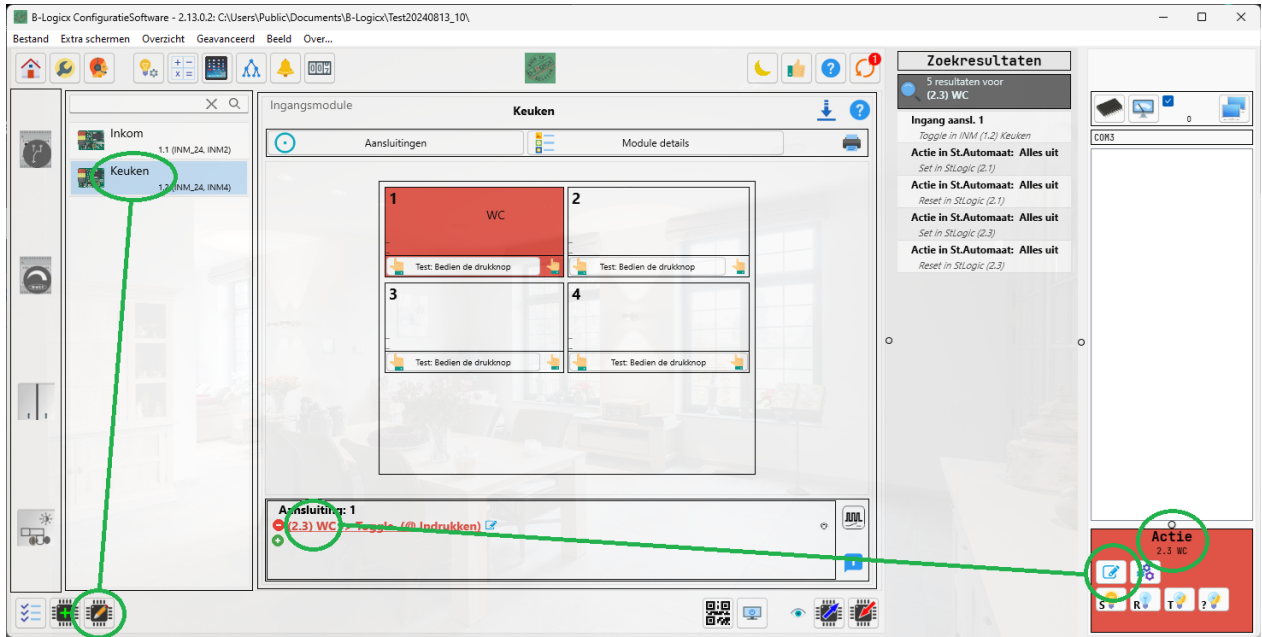 B-Logicx ConfiguratieSoftware - 2.13.0.2: C:\Users\Public\Documents\B-Logicx\Test20240813_10\
Bestand Extra schermen Overzicht Geavanceerd Beeld Over...
1
Inkom
1.1 (INM_24, INM2)
Keuken
1.2 (INM_24, INM4)
Ingangsmodule
Keuken
Aansluitingen
Module details
1
WC
Test: Bedien de drukknop
2
Test: Bedien de drukknop
3
Test: Bedien de drukknop
4
Test: Bedien de drukknop
Aansluiting: 1
(2.3) WC > Toggle (@ Indrukken)
Zoekresultaten
5 resultaten voor
(2.3) WC
Ingang aansl. 1
Toggle in INM (1.2) Keuken
Actie in St.Automaat: Alles uit
Set in StLogic (2.1)
Actie in St.Automaat: Alles uit
Reset in StLogic (2.1)
Actie in St.Automaat: Alles uit
Set in StLogic (2.3)
Actie in St.Automaat: Alles uit
Reset in StLogic (2.3)
0
COM3
Actie
2.3 WC
S R T ?